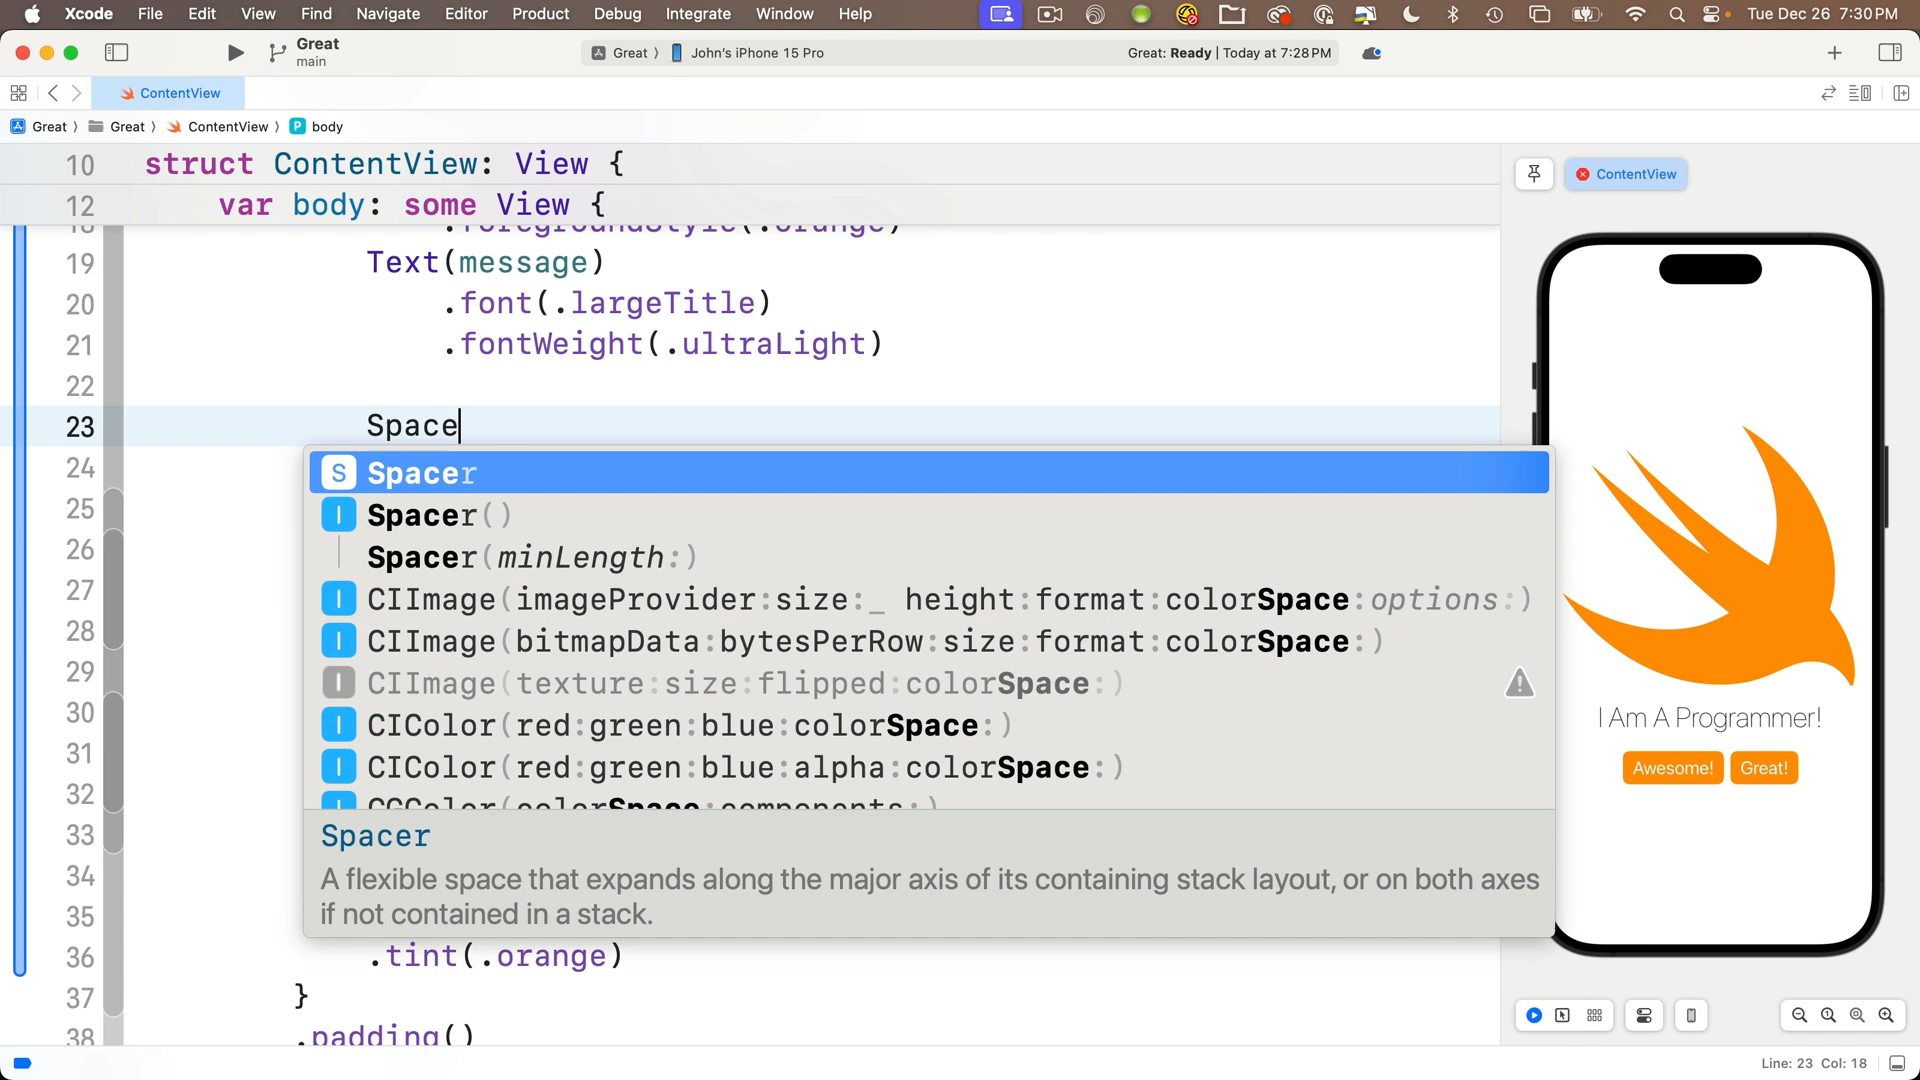 Xcode File Edit View Find Navigate Editor Product Debug Integrate Window Help Tue Dec 26 7:30 PM
Great
main
Great ⟩ John's iPhone 15 Pro
Great: Ready | Today at 7:28 PM
ContentView
Great ⟩ Great ⟩ ContentView ⟩ P body
10 struct ContentView: View {
12 var body: some View {
18 .foregroundStyle(.orange)
19 Text(message)
20 .font(.largeTitle)
21 .fontWeight(.ultraLight)
22
23 Space
24
25
26
27
28
29
30
31
32
33
34
35
S Spacer
I Spacer()
Spacer(minLength:)
I CIImage(imageProvider:size:_ height:format:colorSpace:options:)
I CIImage(bitmapData:bytesPerRow:size:format:colorSpace:)
I CIImage(texture:size:flipped:colorSpace:)
I CIColor(red:green:blue:colorSpace:)
I CIColor(red:green:blue:alpha:colorSpace:)
CGColor(colorSpace:components:)
Spacer
A flexible space that expands along the major axis of its containing stack layout, or on both axes
if not contained in a stack.
36 .tint(.orange)
37 }
38 .padding()
ContentView
I Am A Programmer!
Awesome! Great!
Line: 23 Col: 18